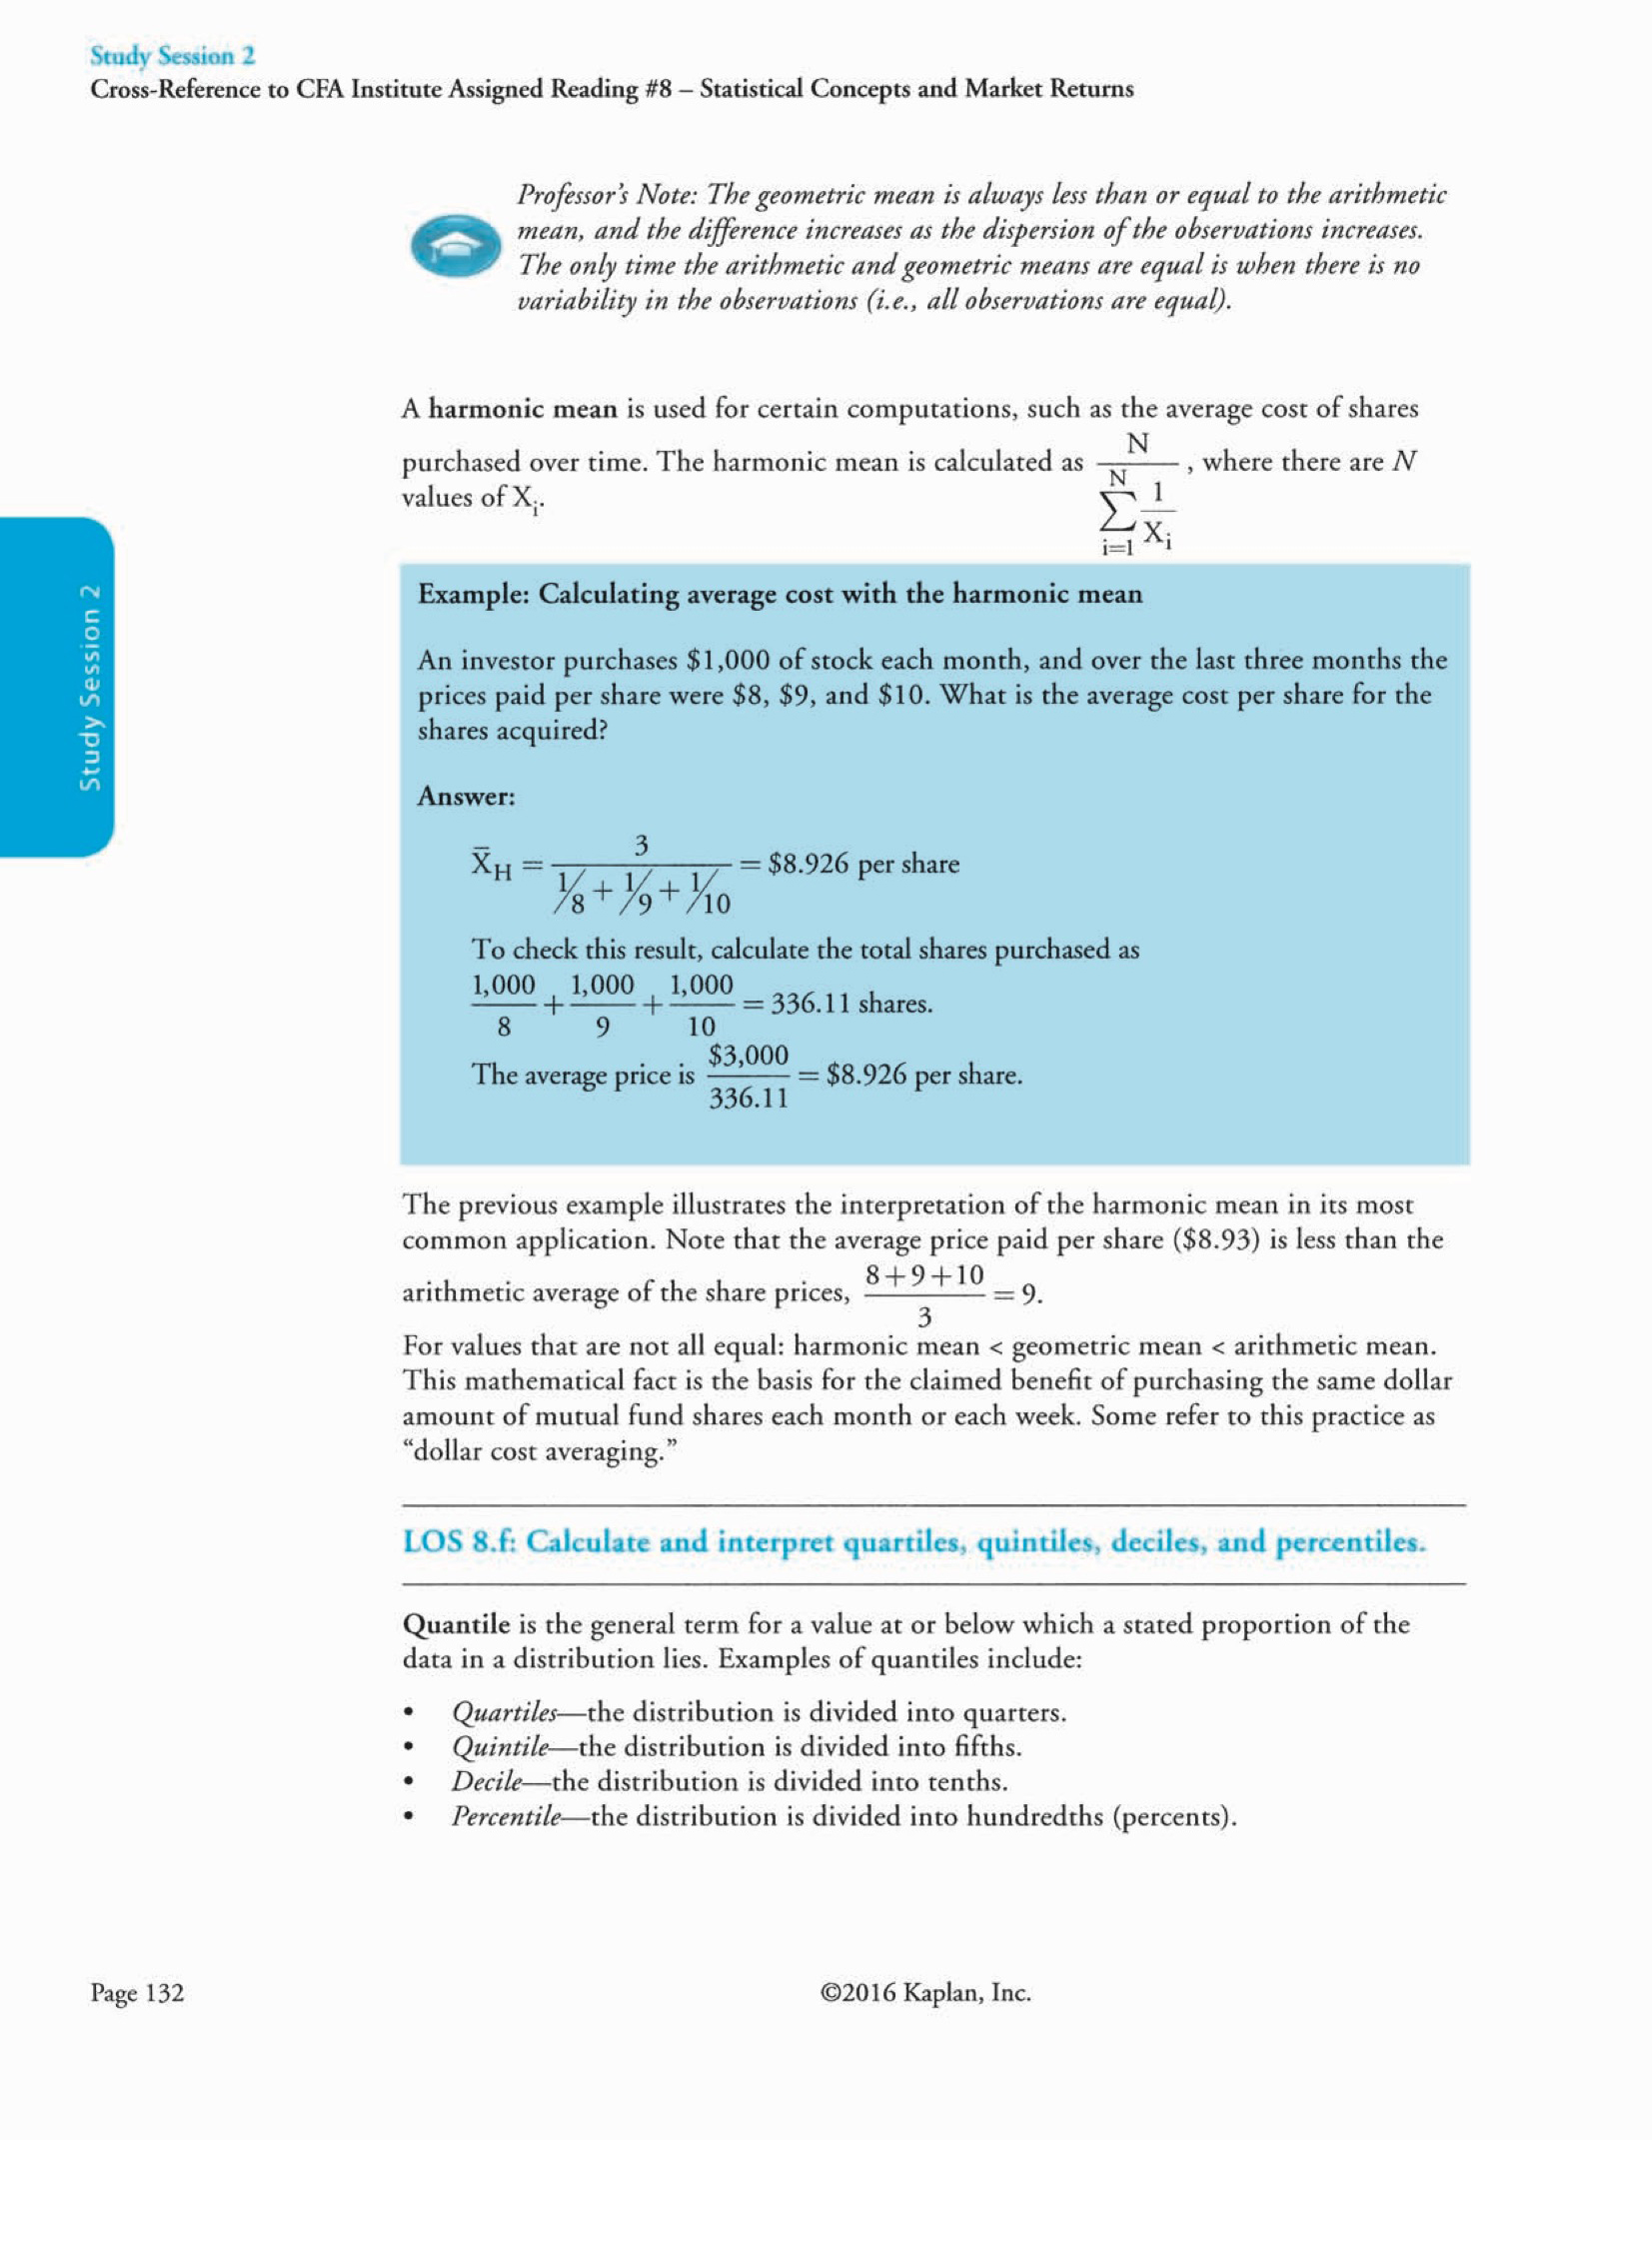 Study Session 2
Cross-Reference to CFA Institute Assigned Reading #8 – Statistical Concepts and Market Returns
Professor's Note: The geometric mean is always less than or equal to the arithmetic
mean, and the difference increases as the dispersion of the observations increases.
The only time the arithmetic and geometric means are equal is when there is no
variability in the observations (i.e., all observations are equal).
A harmonic mean is used for certain computations, such as the average cost of shares
purchased over time. The harmonic mean is calculated as N / N Σ i=1 1/Xi , where there are N
values of Xi.
Study Session 2
Example: Calculating average cost with the harmonic mean
An investor purchases $1,000 of stock each month, and over the last three months the
prices paid per share were $8, $9, and $10. What is the average cost per share for the
shares acquired?
Answer:
X̄H = 3 / (1/8 + 1/9 + 1/10) = $8.926 per share
To check this result, calculate the total shares purchased as
1,000/8 + 1,000/9 + 1,000/10 = 336.11 shares.
The average price is $3,000/336.11 = $8.926 per share.
The previous example illustrates the interpretation of the harmonic mean in its most
common application. Note that the average price paid per share ($8.93) is less than the
arithmetic average of the share prices, (8+9+10)/3 = 9.
For values that are not all equal: harmonic mean < geometric mean < arithmetic mean.
This mathematical fact is the basis for the claimed benefit of purchasing the same dollar
amount of mutual fund shares each month or each week. Some refer to this practice as
“dollar cost averaging.”
LOS 8.f: Calculate and interpret quartiles, quintiles, deciles, and percentiles.
Quantile is the general term for a value at or below which a stated proportion of the
data in a distribution lies. Examples of quantiles include:
• Quartiles—the distribution is divided into quarters.
• Quintile—the distribution is divided into fifths.
• Decile—the distribution is divided into tenths.
• Percentile—the distribution is divided into hundredths (percents).
Page 132
©2016 Kaplan, Inc.